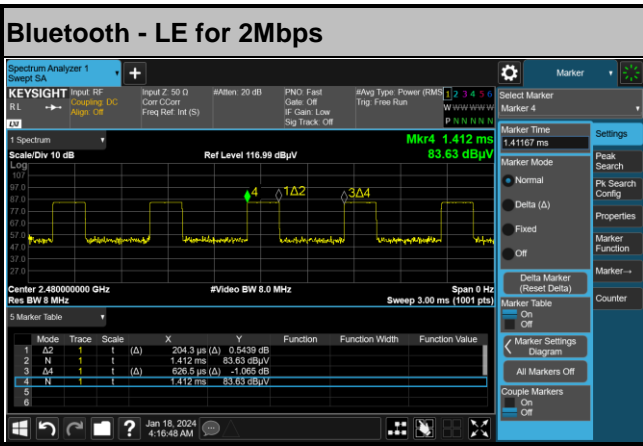 Bluetooth - LE for 2Mbps
Spectrum Analyzer 1
Swept SA
+
Marker
KEYSIGHT Input: RF Input Z: 50 Ω #Atten: 20 dB PNO: Fast #Avg Type: Power (RMS 1 2 3 4 5 6
RL Coupling: DC Corr CCorr Gate: Off Trig: Free Run
Align: Off Freq Ref: Int (S) IF Gain: Low W W W W W W
LW Sig Track: Off P N N N N N
Select Marker
Marker 4
1 Spectrum
Mkr4 1.412 ms
Scale/Div 10 dB Ref Level 116.99 dBµV 83.63 dBµV
Log
107
97.0
87.0
77.0
67.0
57.0
47.0
37.0
27.0
4 1Δ2 3Δ4
Center 2.480000000 GHz #Video BW 8.0 MHz Span 0 Hz
Res BW 8 MHz Sweep 3.00 ms (1001 pts)
5 Marker Table
Mode Trace Scale X Y Function Function Width Function Value
1 Δ2 1 t (Δ) 204.3 µs (Δ) 0.5439 dB
2 N 1 t 1.412 ms 83.63 dBµV
3 Δ4 1 t (Δ) 626.5 µs (Δ) -1.065 dB
4 N 1 t 1.412 ms 83.63 dBµV
5
6
Marker Time
1.41167 ms
Marker Mode
Normal
Delta (Δ)
Fixed
Off
Delta Marker
(Reset Delta)
Marker Table
On
Off
Marker Settings
Diagram
All Markers Off
Couple Markers
On
Off
Settings
Peak
Search
Pk Search
Config
Properties
Marker
Function
Marker→
Counter
? Jan 18, 2024
4:16:48 AM